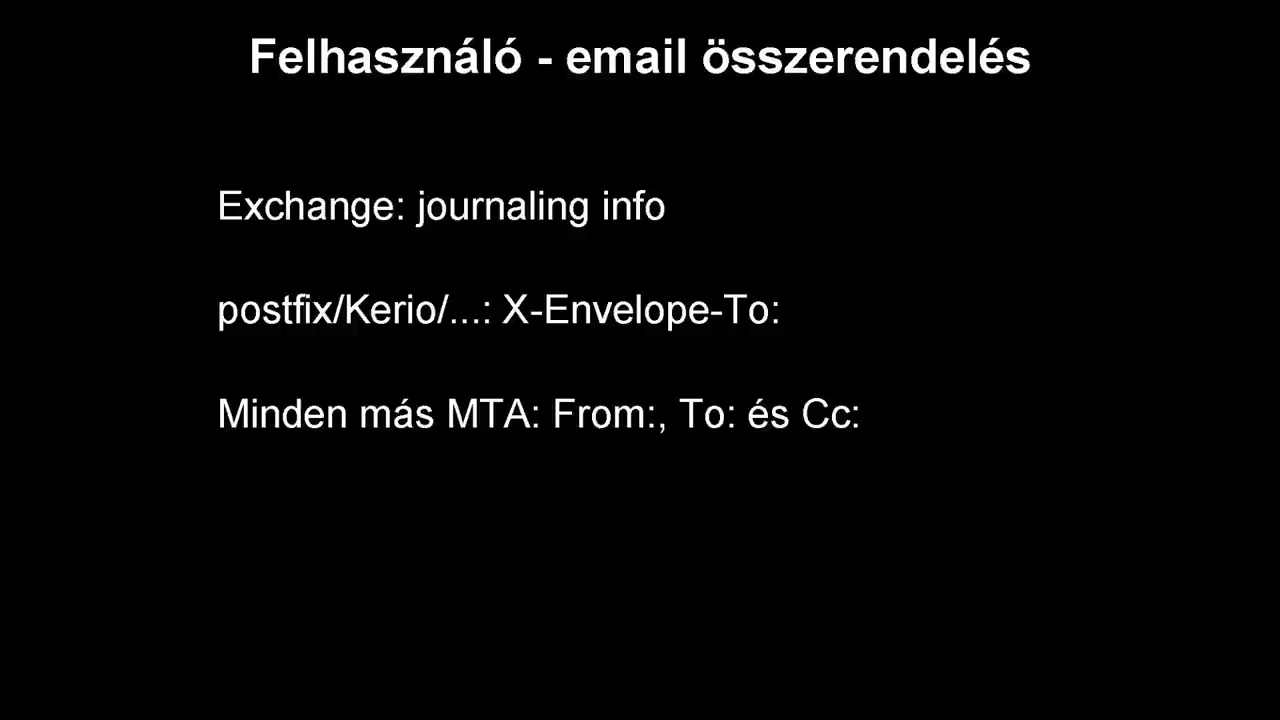 Felhasználó - email összerendelés
Exchange: journaling info
postfix/Kerio/...: X-Envelope-To:
Minden más MTA: From:, To: és Cc: